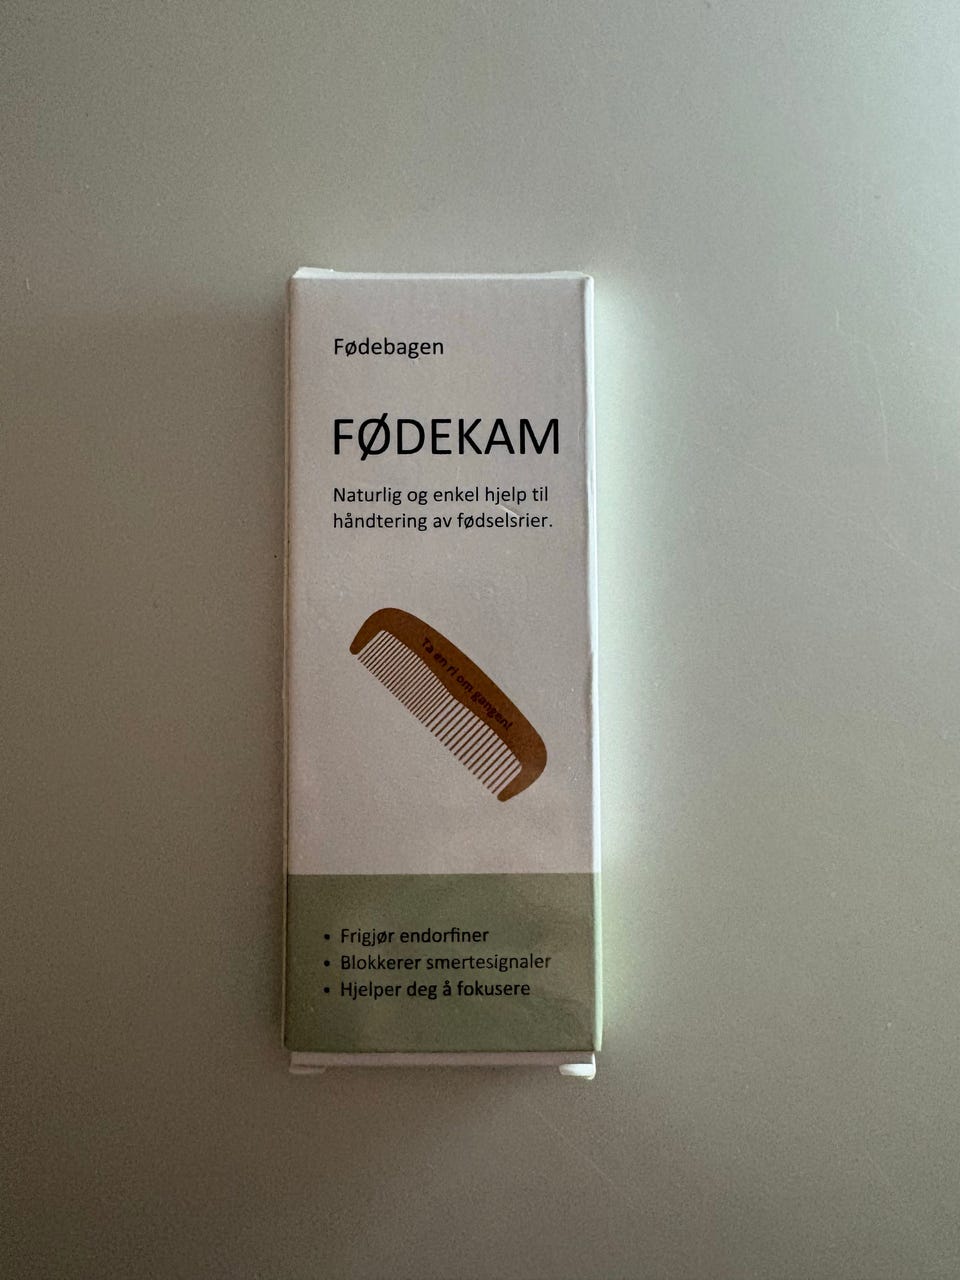 Fødebagen
FØDEKAM
Naturlig og enkel hjelp til
håndtering av fødselsrier.
Ta en ri om gangen!
• Frigjør endorfiner
• Blokkerer smertesignaler
• Hjelper deg å fokusere